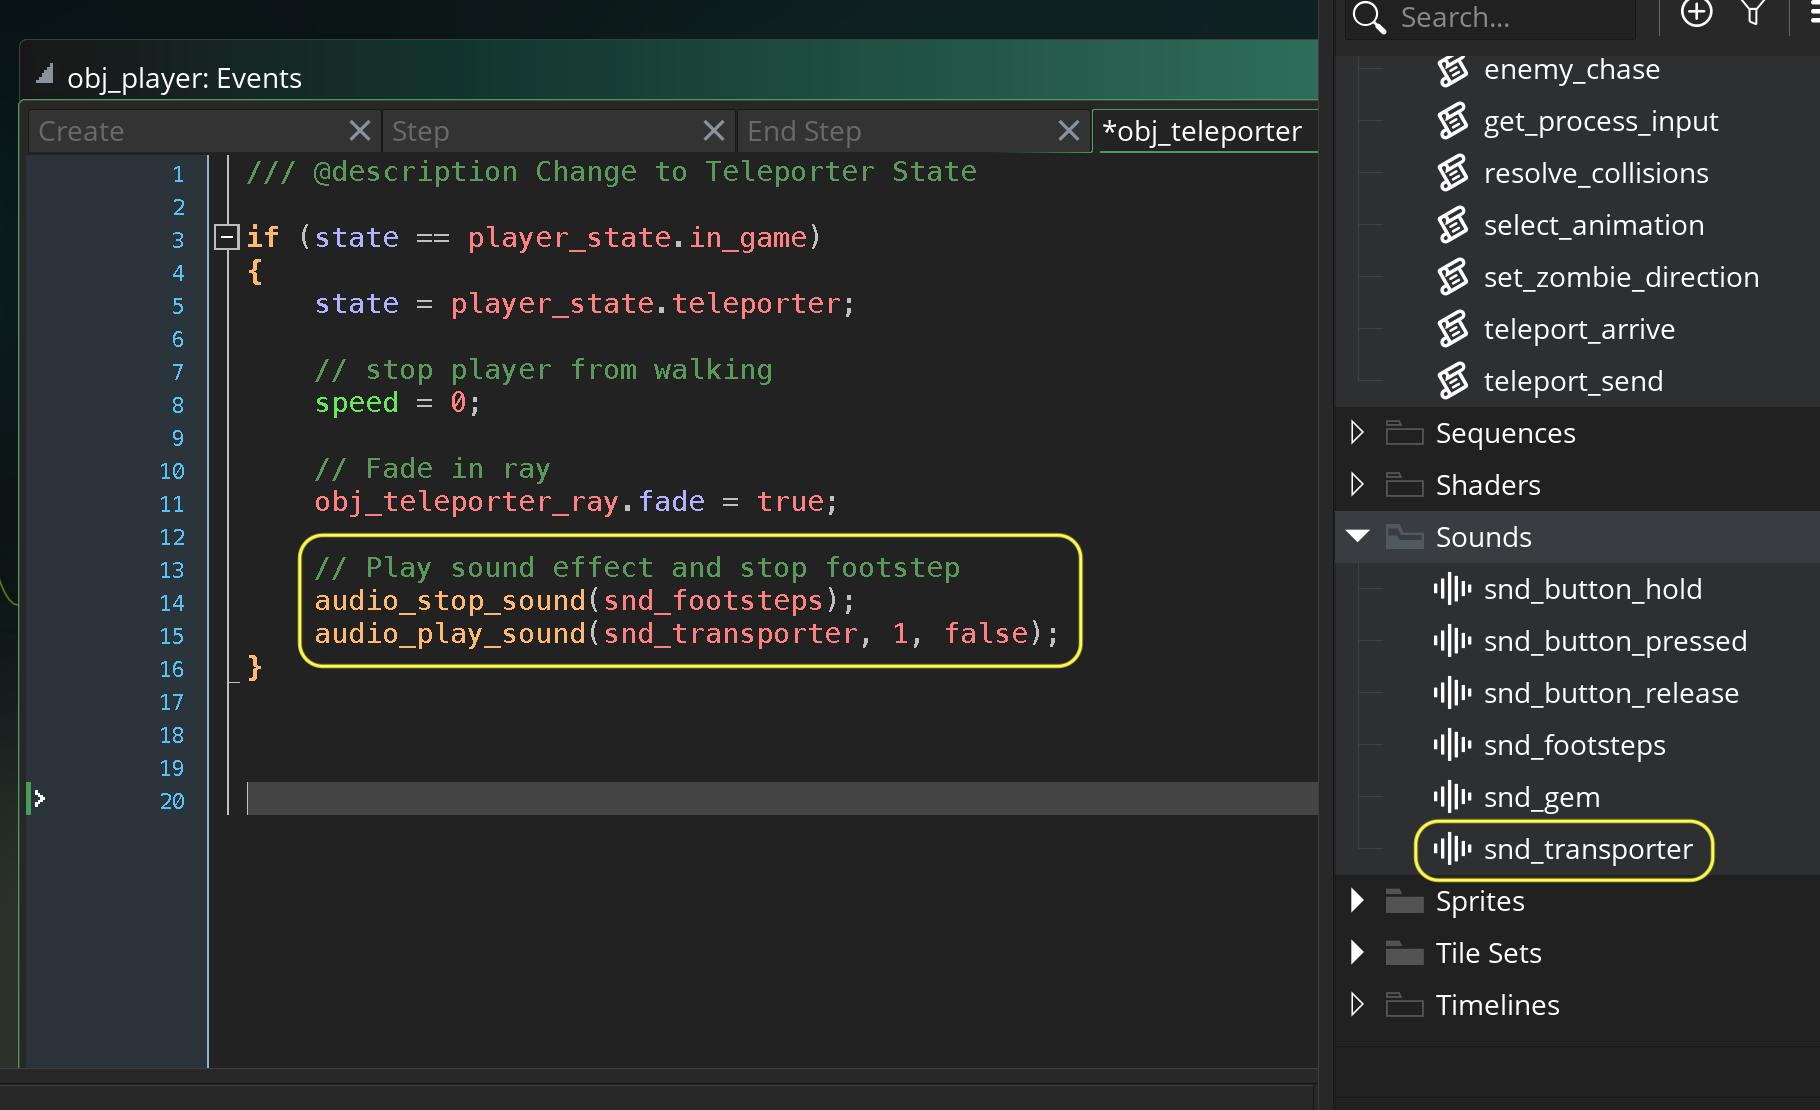 obj_player: Events
Create
Step
End Step
*obj_teleporter
1 /// @description Change to Teleporter State
2
3 if (state == player_state.in_game)
4 {
5 state = player_state.teleporter;
6
7 // stop player from walking
8 speed = 0;
9
10 // Fade in ray
11 obj_teleporter_ray.fade = true;
12
13 // Play sound effect and stop footstep
14 audio_stop_sound(snd_footsteps);
15 audio_play_sound(snd_transporter, 1, false);
16 }
17
18
19
20
Search...
enemy_chase
get_process_input
resolve_collisions
select_animation
set_zombie_direction
teleport_arrive
teleport_send
Sequences
Shaders
Sounds
snd_button_hold
snd_button_pressed
snd_button_release
snd_footsteps
snd_gem
snd_transporter
Sprites
Tile Sets
Timelines